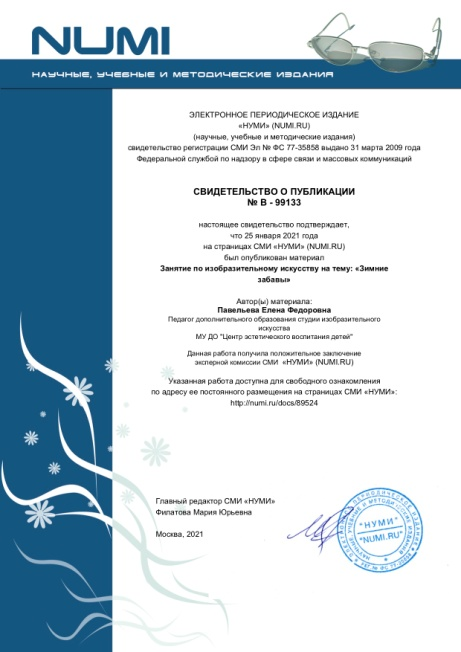 NUMI
НАУЧНЫЕ, УЧЕБНЫЕ И МЕТОДИЧЕСКИЕ ИЗДАНИЯ
ЭЛЕКТРОННОЕ ПЕРИОДИЧЕСКОЕ ИЗДАНИЕ
«НУМИ» (NUMI.RU)
(научные, учебные и методические издания)
свидетельство регистрации СМИ Эл № ФС 77-35858 выдано 31 марта 2009 года
Федеральной службой по надзору в сфере связи и массовых коммуникаций
СВИДЕТЕЛЬСТВО О ПУБЛИКАЦИИ
№ В - 99133
настоящее свидетельство подтверждает,
что 25 января 2021 года
на страницах СМИ «НУМИ» (NUMI.RU)
был опубликован материал
Занятие по изобразительному искусству на тему: «Зимние
забавы»
Автор(ы) материала:
Павельева Елена Федоровна
Педагог дополнительного образования студии изобразительного
искусства
МУ ДО "Центр эстетического воспитания детей"
Данная работа получила положительное заключение
эксперной комиссии СМИ «НУМИ» (NUMI.RU)
Указанная работа доступна для свободного ознакомления
по адресу ее постоянного размещения на страницах СМИ «НУМИ»:
http://numi.ru/docs/89524
Главный редактор СМИ «НУМИ»
Филатова Мария Юрьевна
Москва, 2021
"НУМИ"
"NUMI.RU"